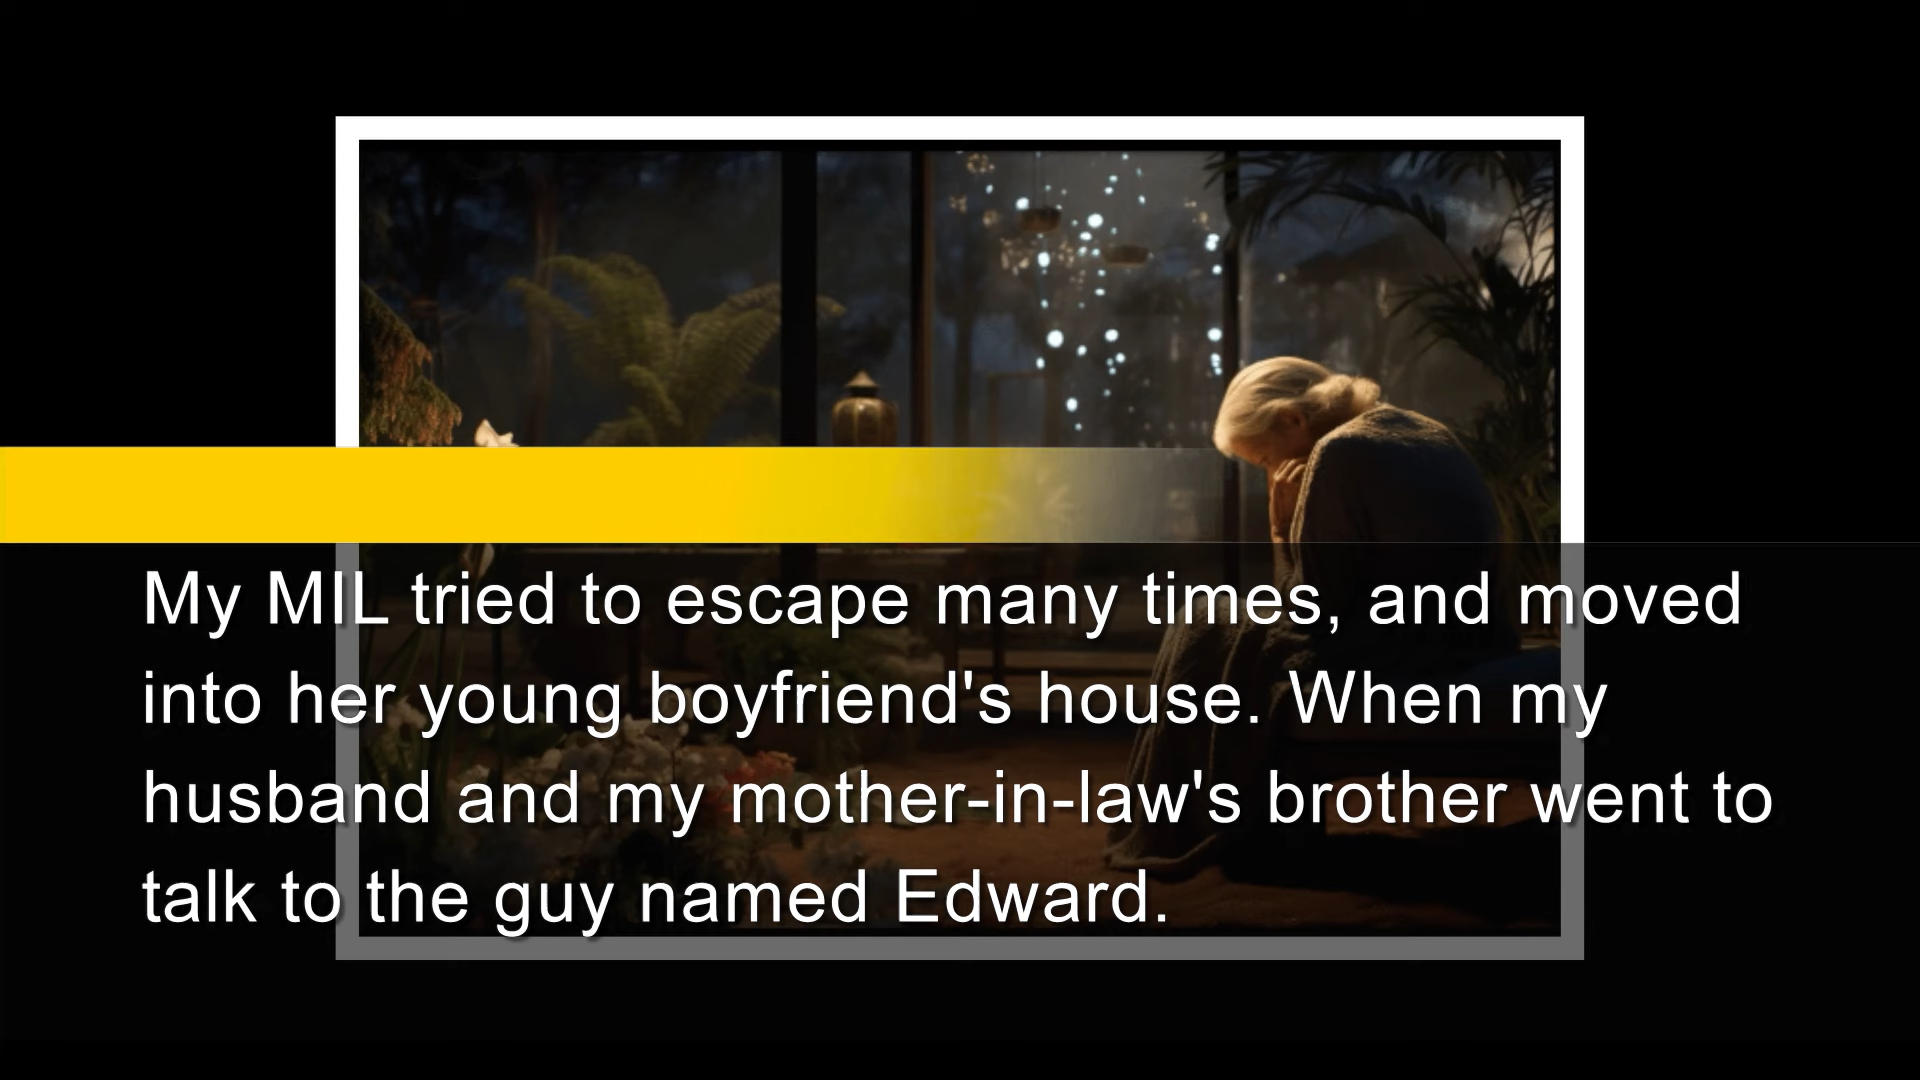 My MIL tried to escape many times, and moved
into her young boyfriend's house. When my
husband and my mother-in-law's brother went to
talk to the guy named Edward.